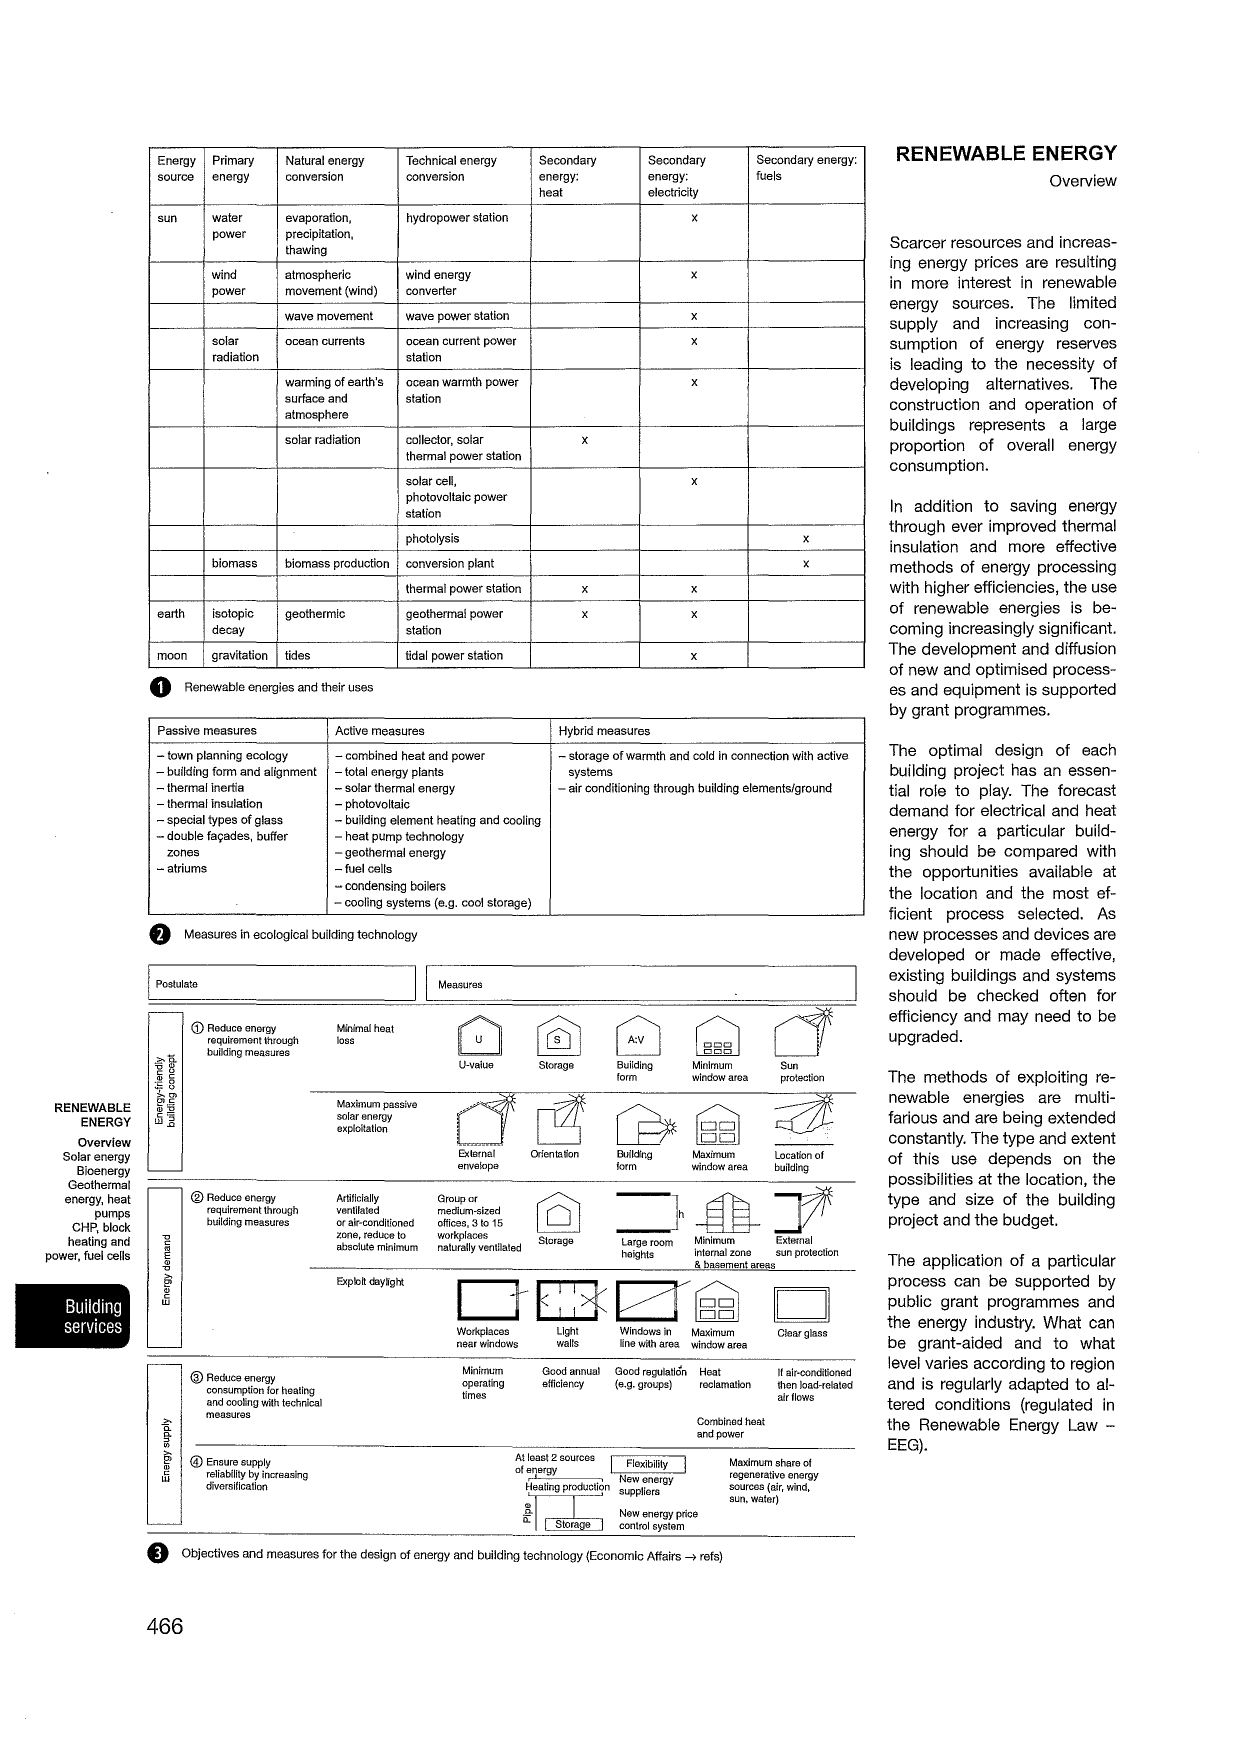 RENEWABLE ENERGY
Overview
Energy source | Primary energy | Natural energy conversion | Technical energy conversion | Secondary energy: heat | Secondary energy: electricity | Secondary energy: fuels
sun | water power | evaporation, precipitation, thawing | hydropower station | | x |
| wind power | atmospheric movement (wind) | wind energy converter | | x |
| | wave movement | wave power station | | x |
| solar radiation | ocean currents | ocean current power station | | x |
| | warming of earth's surface and atmosphere | ocean warmth power station | | x |
| | solar radiation | collector, solar thermal power station | x | |
| | | solar cell, photovoltaic power station | | x |
| | | photolysis | | | x
| biomass | biomass production | conversion plant | | | x
| | | thermal power station | x | x |
earth | isotopic decay | geothermic | geothermal power station | x | x |
moon | gravitation | tides | tidal power station | | x |
1 Renewable energies and their uses
Passive measures
– town planning ecology
– building form and alignment
– thermal inertia
– thermal insulation
– special types of glass
– double façades, buffer
zones
– atriums
Active measures
– combined heat and power
– total energy plants
– solar thermal energy
– photovoltaic
– building element heating and cooling
– heat pump technology
– geothermal energy
– fuel cells
– condensing boilers
– cooling systems (e.g. cool storage)
Hybrid measures
– storage of warmth and cold in connection with active
systems
– air conditioning through building elements/ground
2 Measures in ecological building technology
Postulate
Measures
Energy-friendly
building concept
① Reduce energy
requirement through
building measures
Minimal heat
loss
U
U-value
S
Storage
A:V
Building
form
Minimum
window area
Sun
protection
Maximum passive
solar energy
exploitation
External
envelope
Orientation
Building
form
Maximum
window area
Location of
building
Energy demand
② Reduce energy
requirement through
building measures
Artificially
ventilated
or air-conditioned
zone, reduce to
absolute minimum
Group or
medium-sized
offices, 3 to 15
workplaces
naturally ventilated
Storage
h
Large room
heights
Minimum
internal zone
& basement areas
External
sun protection
Exploit daylight
Workplaces
near windows
Light
walls
Windows in
line with area
Maximum
window area
Clear glass
Energy supply
③ Reduce energy
consumption for heating
and cooling with technical
measures
Minimum
operating
times
Good annual
efficiency
Good regulation
(e.g. groups)
Heat
reclamation
If air-conditioned
then load-related
air flows
Combined heat
and power
④ Ensure supply
reliability by increasing
diversification
At least 2 sources
of energy
Heating production
Pipe
Storage
Flexibility
New energy
suppliers
New energy price
control system
Maximum share of
regenerative energy
sources (air, wind,
sun, water)
3 Objectives and measures for the design of energy and building technology (Economic Affairs → refs)
Scarcer resources and increas-
ing energy prices are resulting
in more interest in renewable
energy sources. The limited
supply and increasing con-
sumption of energy reserves
is leading to the necessity of
developing alternatives. The
construction and operation of
buildings represents a large
proportion of overall energy
consumption.
In addition to saving energy
through ever improved thermal
insulation and more effective
methods of energy processing
with higher efficiencies, the use
of renewable energies is be-
coming increasingly significant.
The development and diffusion
of new and optimised process-
es and equipment is supported
by grant programmes.
The optimal design of each
building project has an essen-
tial role to play. The forecast
demand for electrical and heat
energy for a particular build-
ing should be compared with
the opportunities available at
the location and the most ef-
ficient process selected. As
new processes and devices are
developed or made effective,
existing buildings and systems
should be checked often for
efficiency and may need to be
upgraded.
The methods of exploiting re-
newable energies are multi-
farious and are being extended
constantly. The type and extent
of this use depends on the
possibilities at the location, the
type and size of the building
project and the budget.
The application of a particular
process can be supported by
public grant programmes and
the energy industry. What can
be grant-aided and to what
level varies according to region
and is regularly adapted to al-
tered conditions (regulated in
the Renewable Energy Law –
EEG).
RENEWABLE
ENERGY
Overview
Solar energy
Bioenergy
Geothermal
energy, heat
pumps
CHP, block
heating and
power, fuel cells
Building
services
466